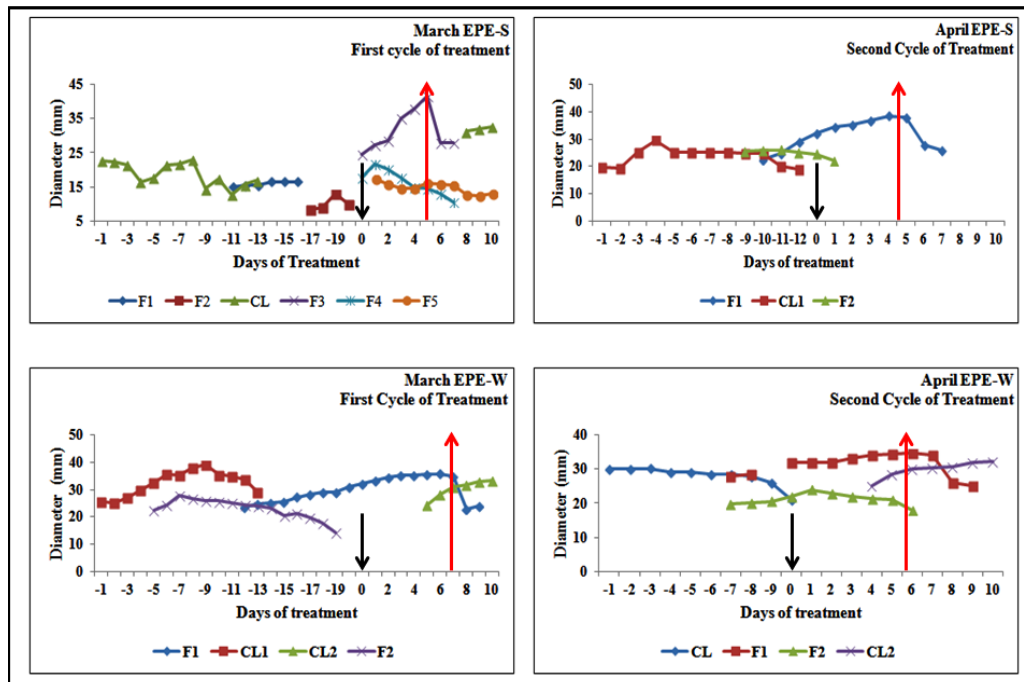 March EPE-S
First cycle of treatment
45
35
25
15
5
Diameter (mm)
-1 -3 -5 -7 -9 -11 -13 -15 -17 -19 0 2 4 6 8 10
Days of Treatment
F1 F2 CL F3 F4 F5
April EPE-S
Second Cycle of Treatment
50
40
30
20
10
0
Diameter (mm)
-1 -2 -3 -4 -5 -6 -7 -8 -9 -10 -11 -12 0 1 2 3 4 5 6 7 8 9 10
Days of treatment
F1 CL1 F2
March EPE-W
First Cycle of Treatment
50
40
30
20
10
0
Diameter (mm)
-1 -3 -5 -7 -9 -11 -13 -15 -17 -19 0 2 4 6 8 10
Days of treatment
F1 CL1 CL2 F2
April EPE-W
Second Cycle of Treatment
50
40
30
20
10
0
Diameter (mm)
-1 -2 -3 -4 -5 -6 -7 -8 -9 0 1 2 3 4 5 6 7 8 9 10
Days of treatment
CL F1 F2 CL2